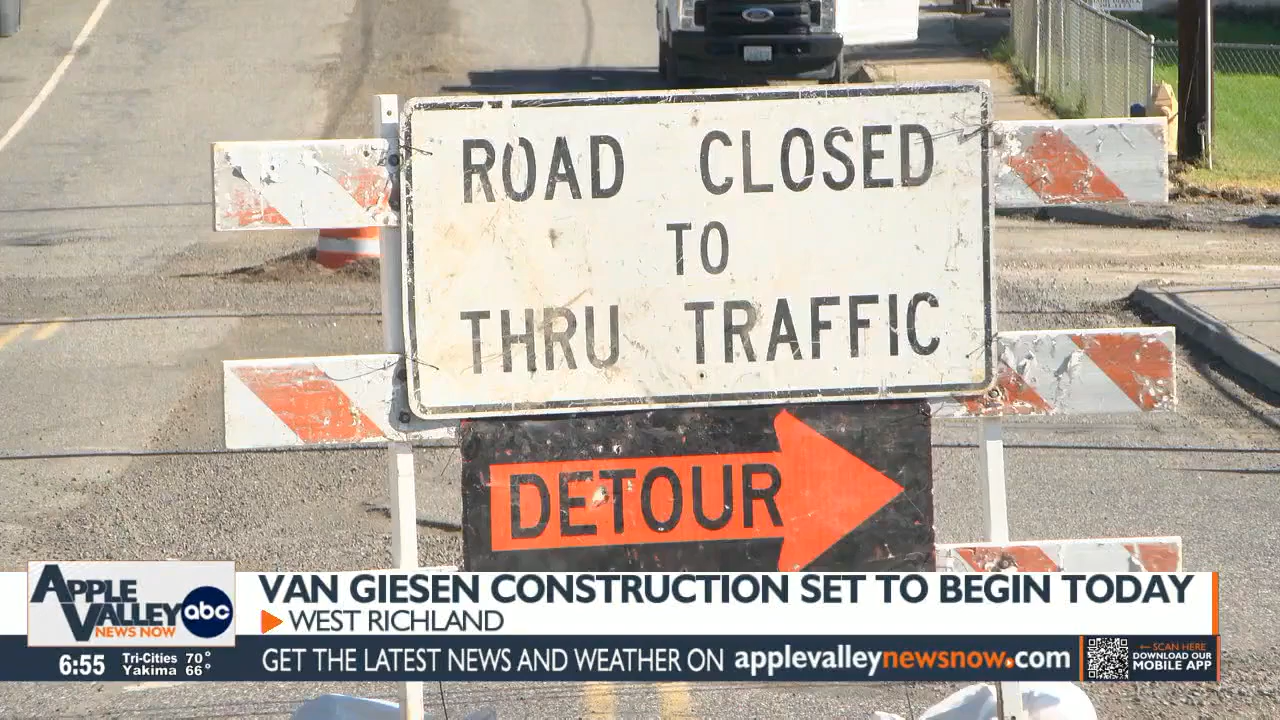 ROAD CLOSED
TO
THRU TRAFFIC
DETOUR
APPLE
VALLEY
NEWS NOW
abc
VAN GIESEN CONSTRUCTION SET TO BEGIN TODAY
WEST RICHLAND
6:55
Tri-Cities 70°
Yakima 66°
GET THE LATEST NEWS AND WEATHER ON applevalleynewsnow.com
SCAN HERE
DOWNLOAD OUR
MOBILE APP